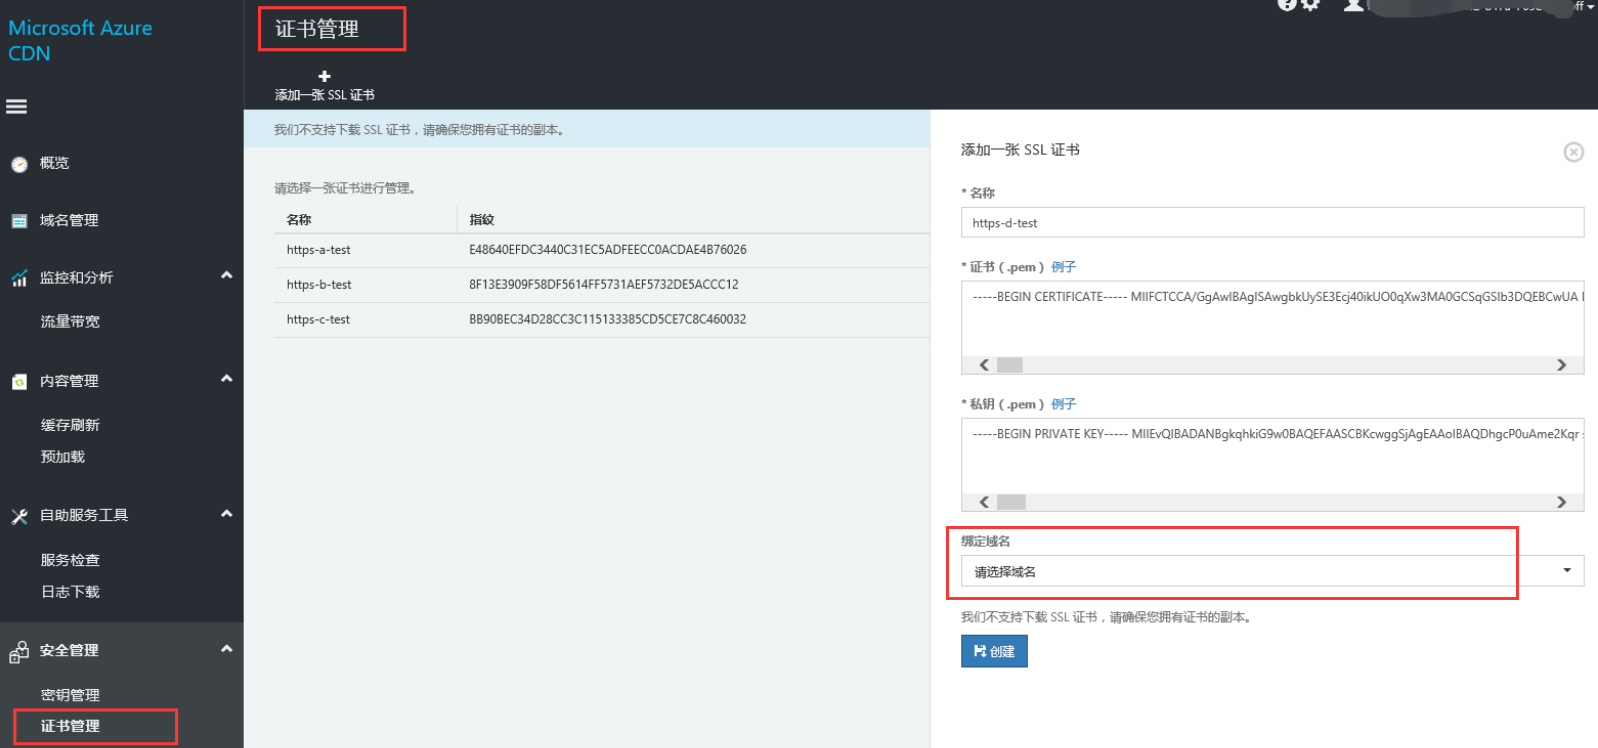 Microsoft Azure
CDN
概览
域名管理
监控和分析
流量带宽
内容管理
缓存刷新
预加载
自助服务工具
服务检查
日志下载
安全管理
密钥管理
证书管理
证书管理
添加一张 SSL 证书
我们不支持下载 SSL 证书，请确保您拥有证书的副本。
请选择一张证书进行管理。
名称 指紋
https-a-test E48640EFDC3440C31EC5ADFEECC0ACDAE4B76026
https-b-test 8F13E3909F58DF5614FF5731AEF5732DE5ACCC12
https-c-test BB90BEC34D28CC3C115133385CD5CE7C8C460032
添加一张 SSL 证书
* 名称
https-d-test
* 证书（.pem） 例子
-----BEGIN CERTIFICATE----- MIIFCTCCA/GgAwIBAgISAwgbkUySE3Ecj40ikUO0qXw3MA0GCSqGSIb3DQEBCwUA
* 私钥（.pem） 例子
-----BEGIN PRIVATE KEY----- MIIEvQIBADANBgkqhkiG9w0BAQEFAASCBKcwggSjAgEAAoIBAQDhgcP0uAme2Kqr
绑定域名
请选择域名
我们不支持下载 SSL 证书，请确保您拥有证书的副本。
创建